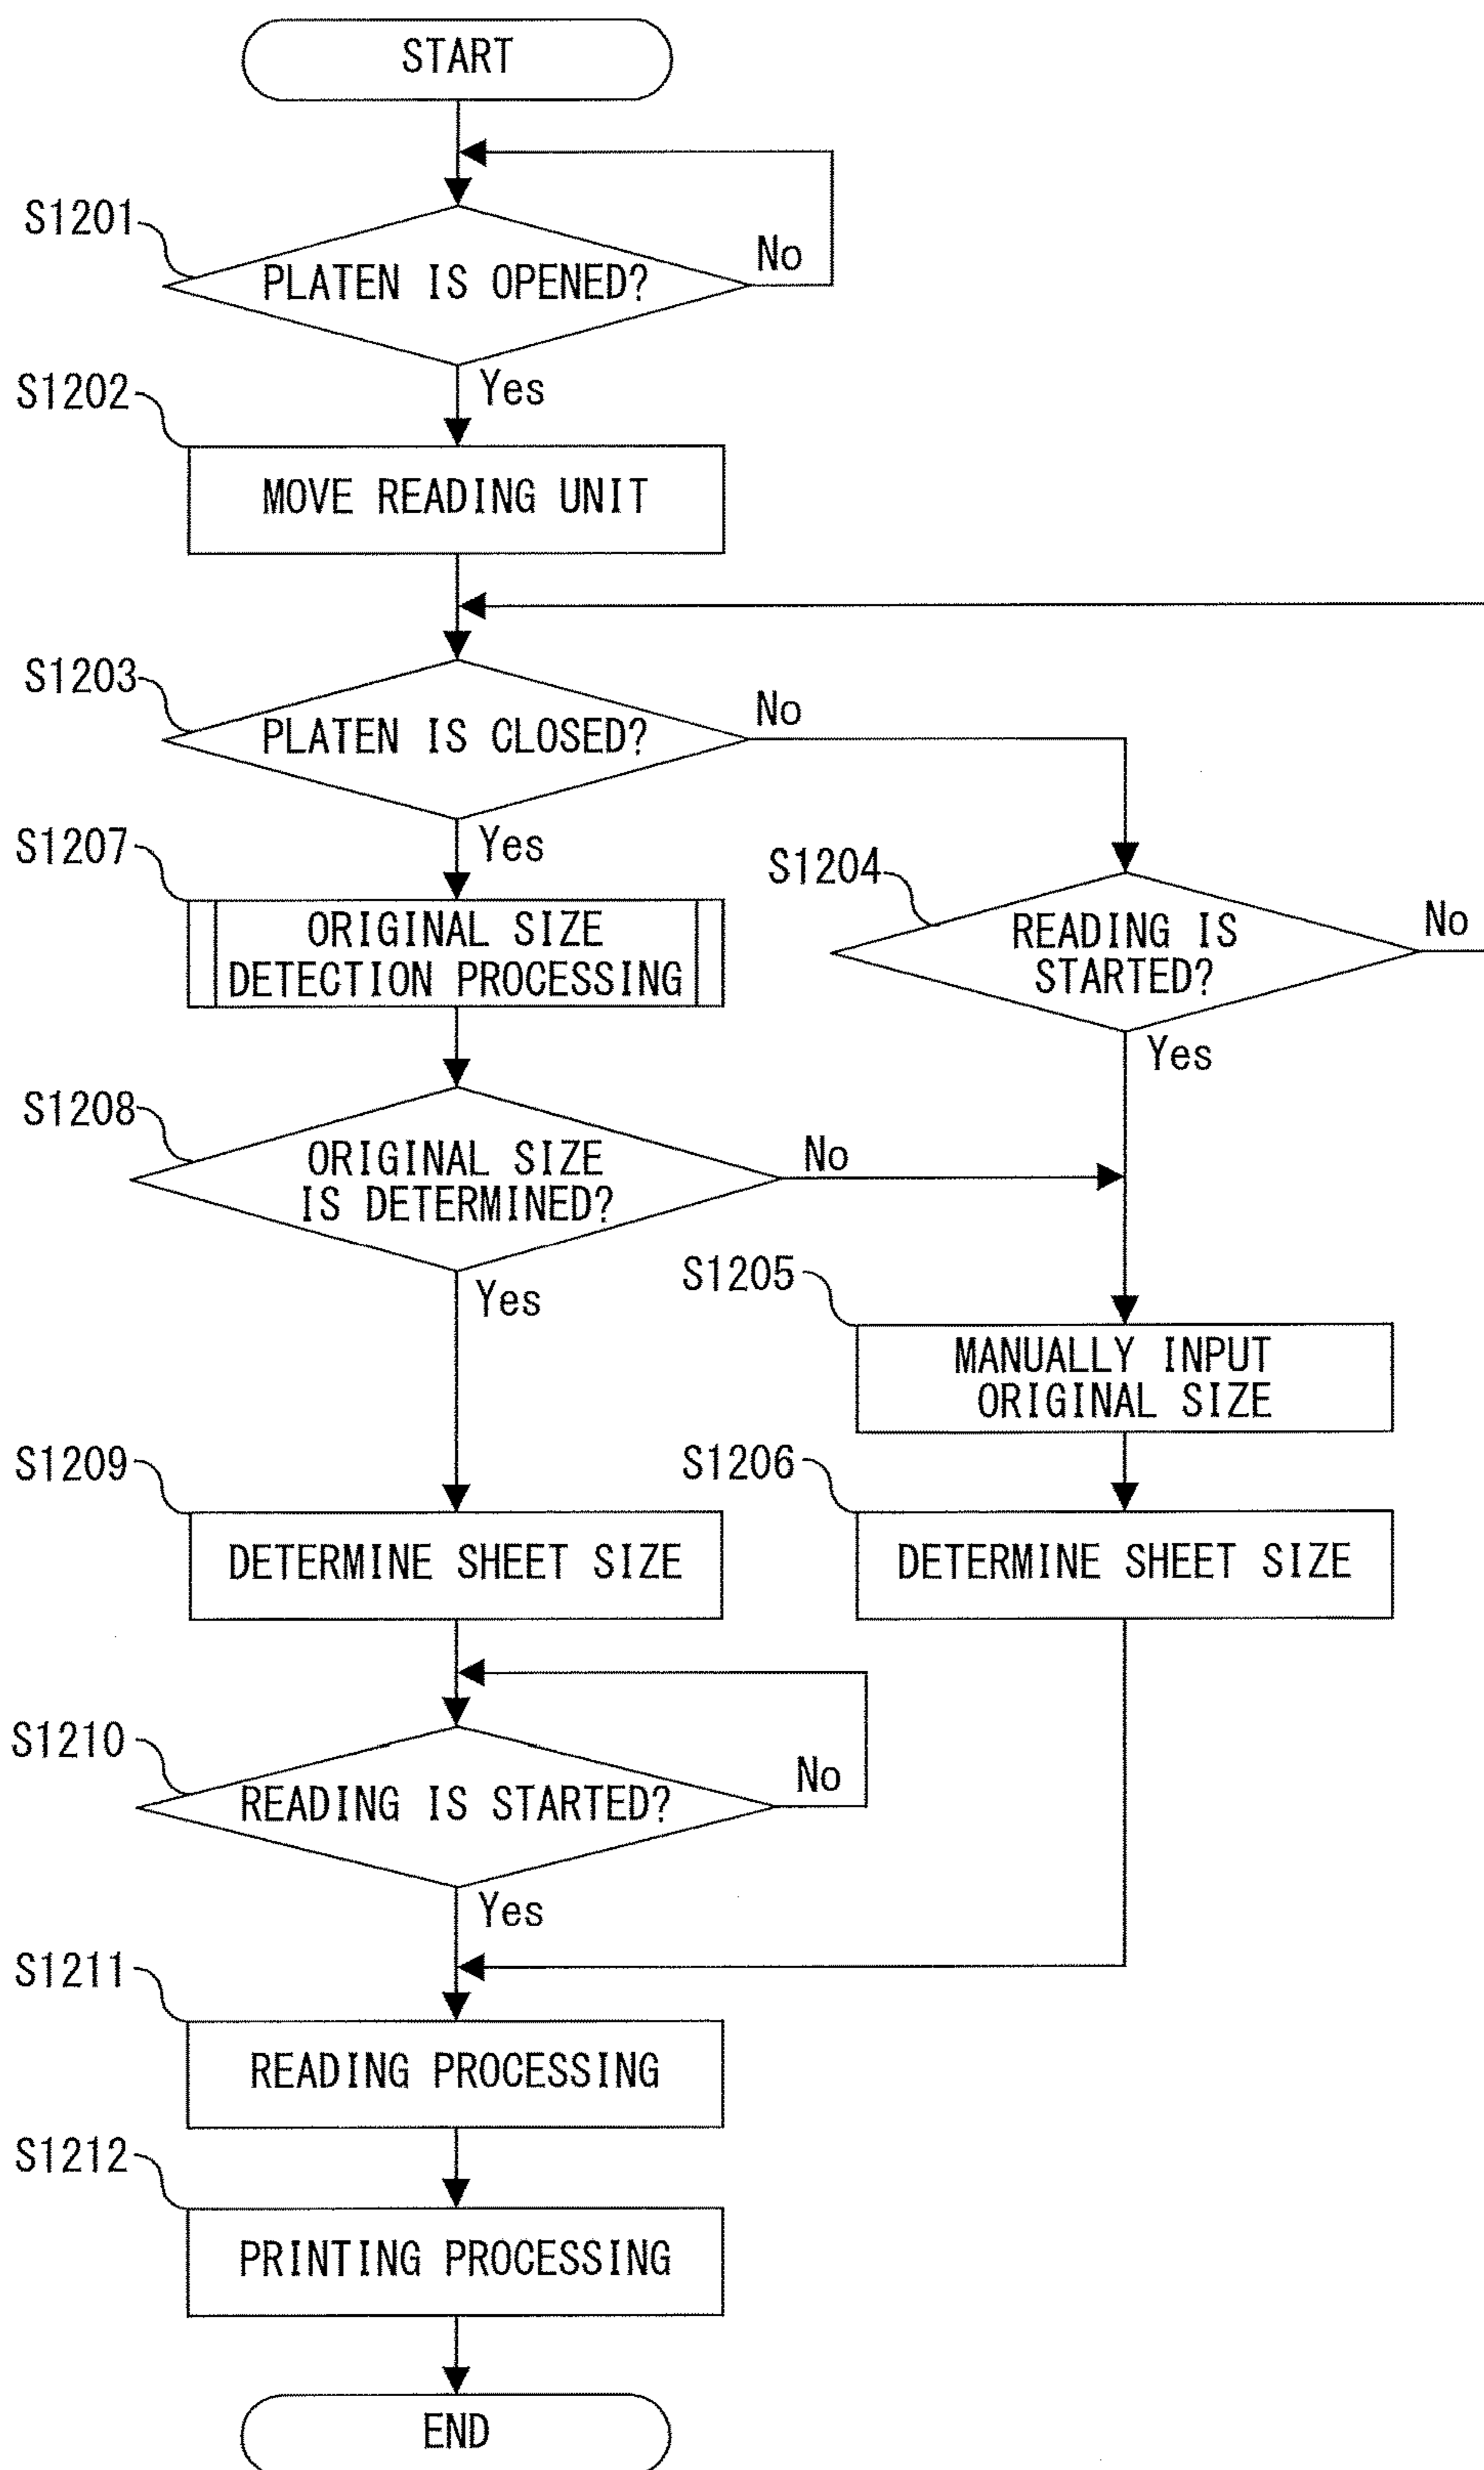 START
S1201
PLATEN IS OPENED?
No
Yes
S1202
MOVE READING UNIT
S1203
PLATEN IS CLOSED?
No
Yes
S1207
ORIGINAL SIZE
DETECTION PROCESSING
S1204
READING IS
STARTED?
No
Yes
S1208
ORIGINAL SIZE
IS DETERMINED?
No
Yes
S1205
MANUALLY INPUT
ORIGINAL SIZE
S1209
DETERMINE SHEET SIZE
S1206
DETERMINE SHEET SIZE
S1210
READING IS STARTED?
No
Yes
S1211
READING PROCESSING
S1212
PRINTING PROCESSING
END